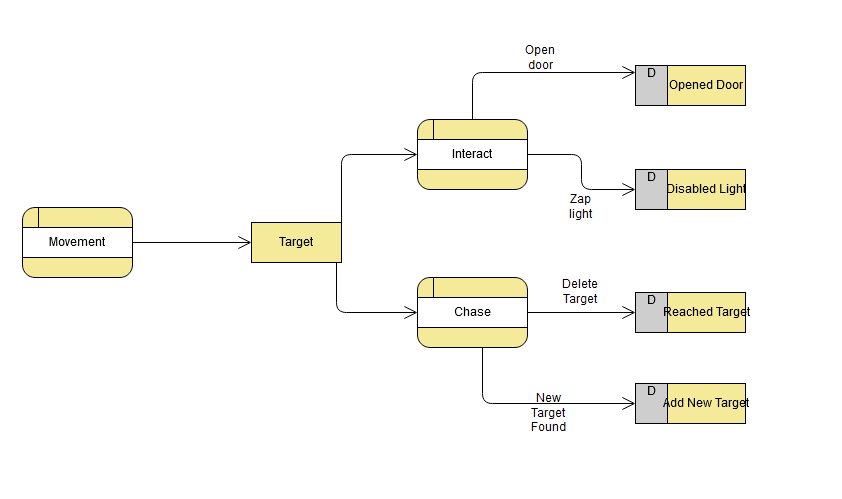 Open
door
D
Opened Door
Interact
D
Disabled Light
Zap
light
Movement
Target
Delete
Target
D
Reached Target
Chase
D
Add New Target
New
Target
Found